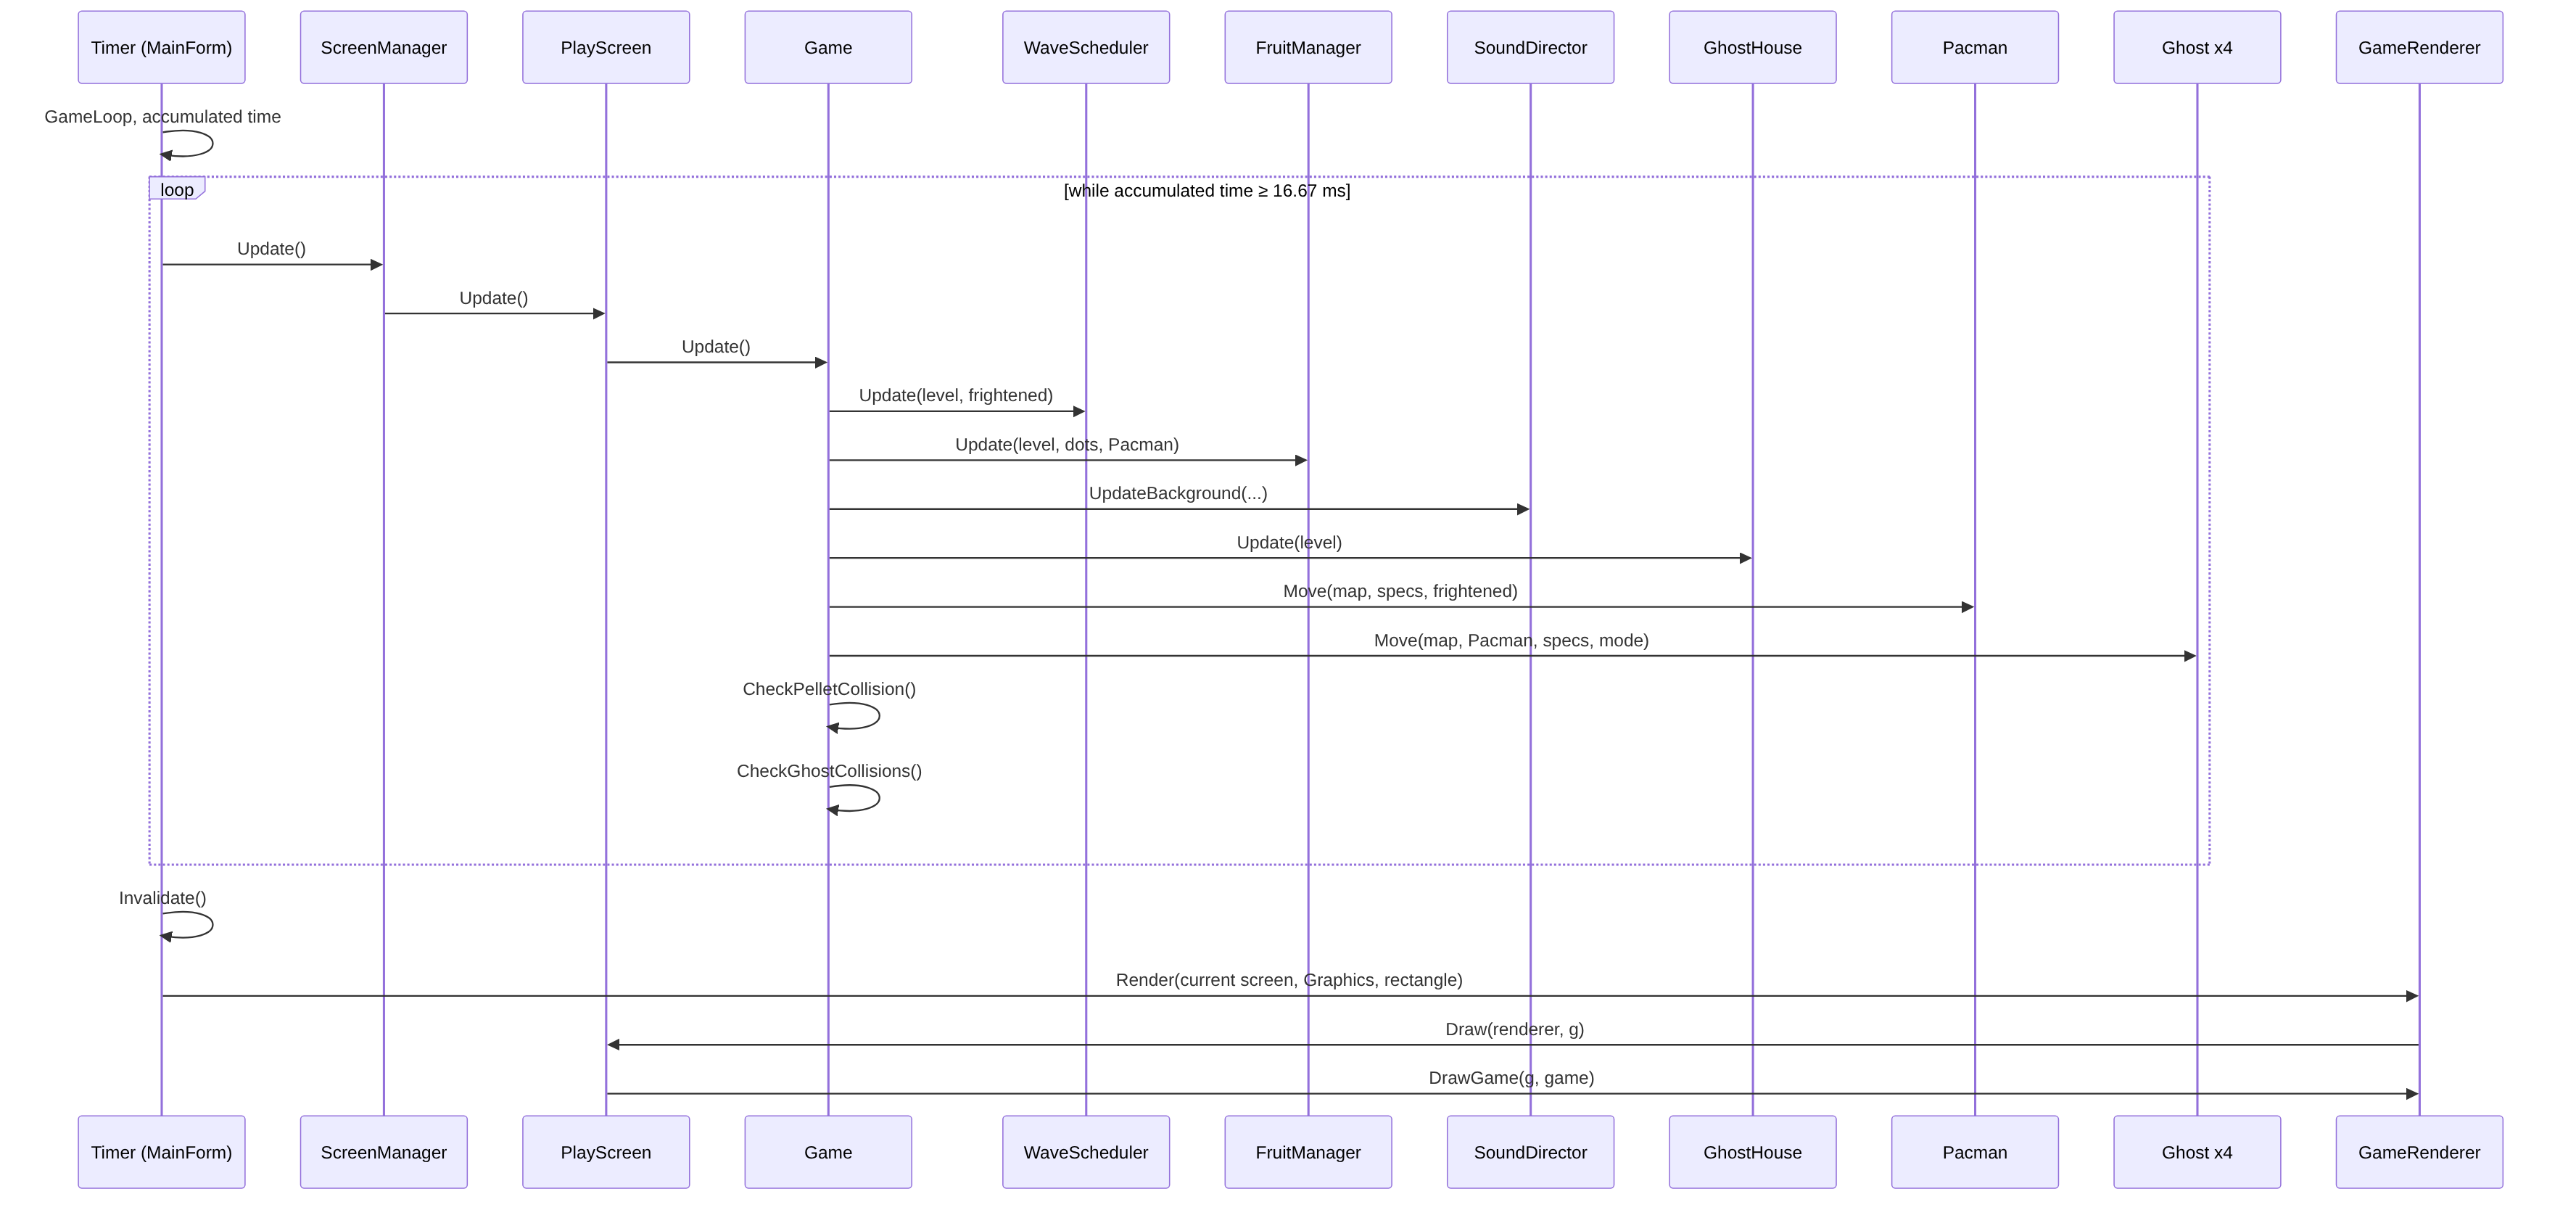 Timer (MainForm)
ScreenManager
PlayScreen
Game
WaveScheduler
FruitManager
SoundDirector
GhostHouse
Pacman
Ghost x4
GameRenderer
GameLoop, accumulated time
loop
[while accumulated time ≥ 16.67 ms]
Update()
Update()
Update()
Update(level, frightened)
Update(level, dots, Pacman)
UpdateBackground(...)
Update(level)
Move(map, specs, frightened)
Move(map, Pacman, specs, mode)
CheckPelletCollision()
CheckGhostCollisions()
Invalidate()
Render(current screen, Graphics, rectangle)
Draw(renderer, g)
DrawGame(g, game)
Timer (MainForm)
ScreenManager
PlayScreen
Game
WaveScheduler
FruitManager
SoundDirector
GhostHouse
Pacman
Ghost x4
GameRenderer